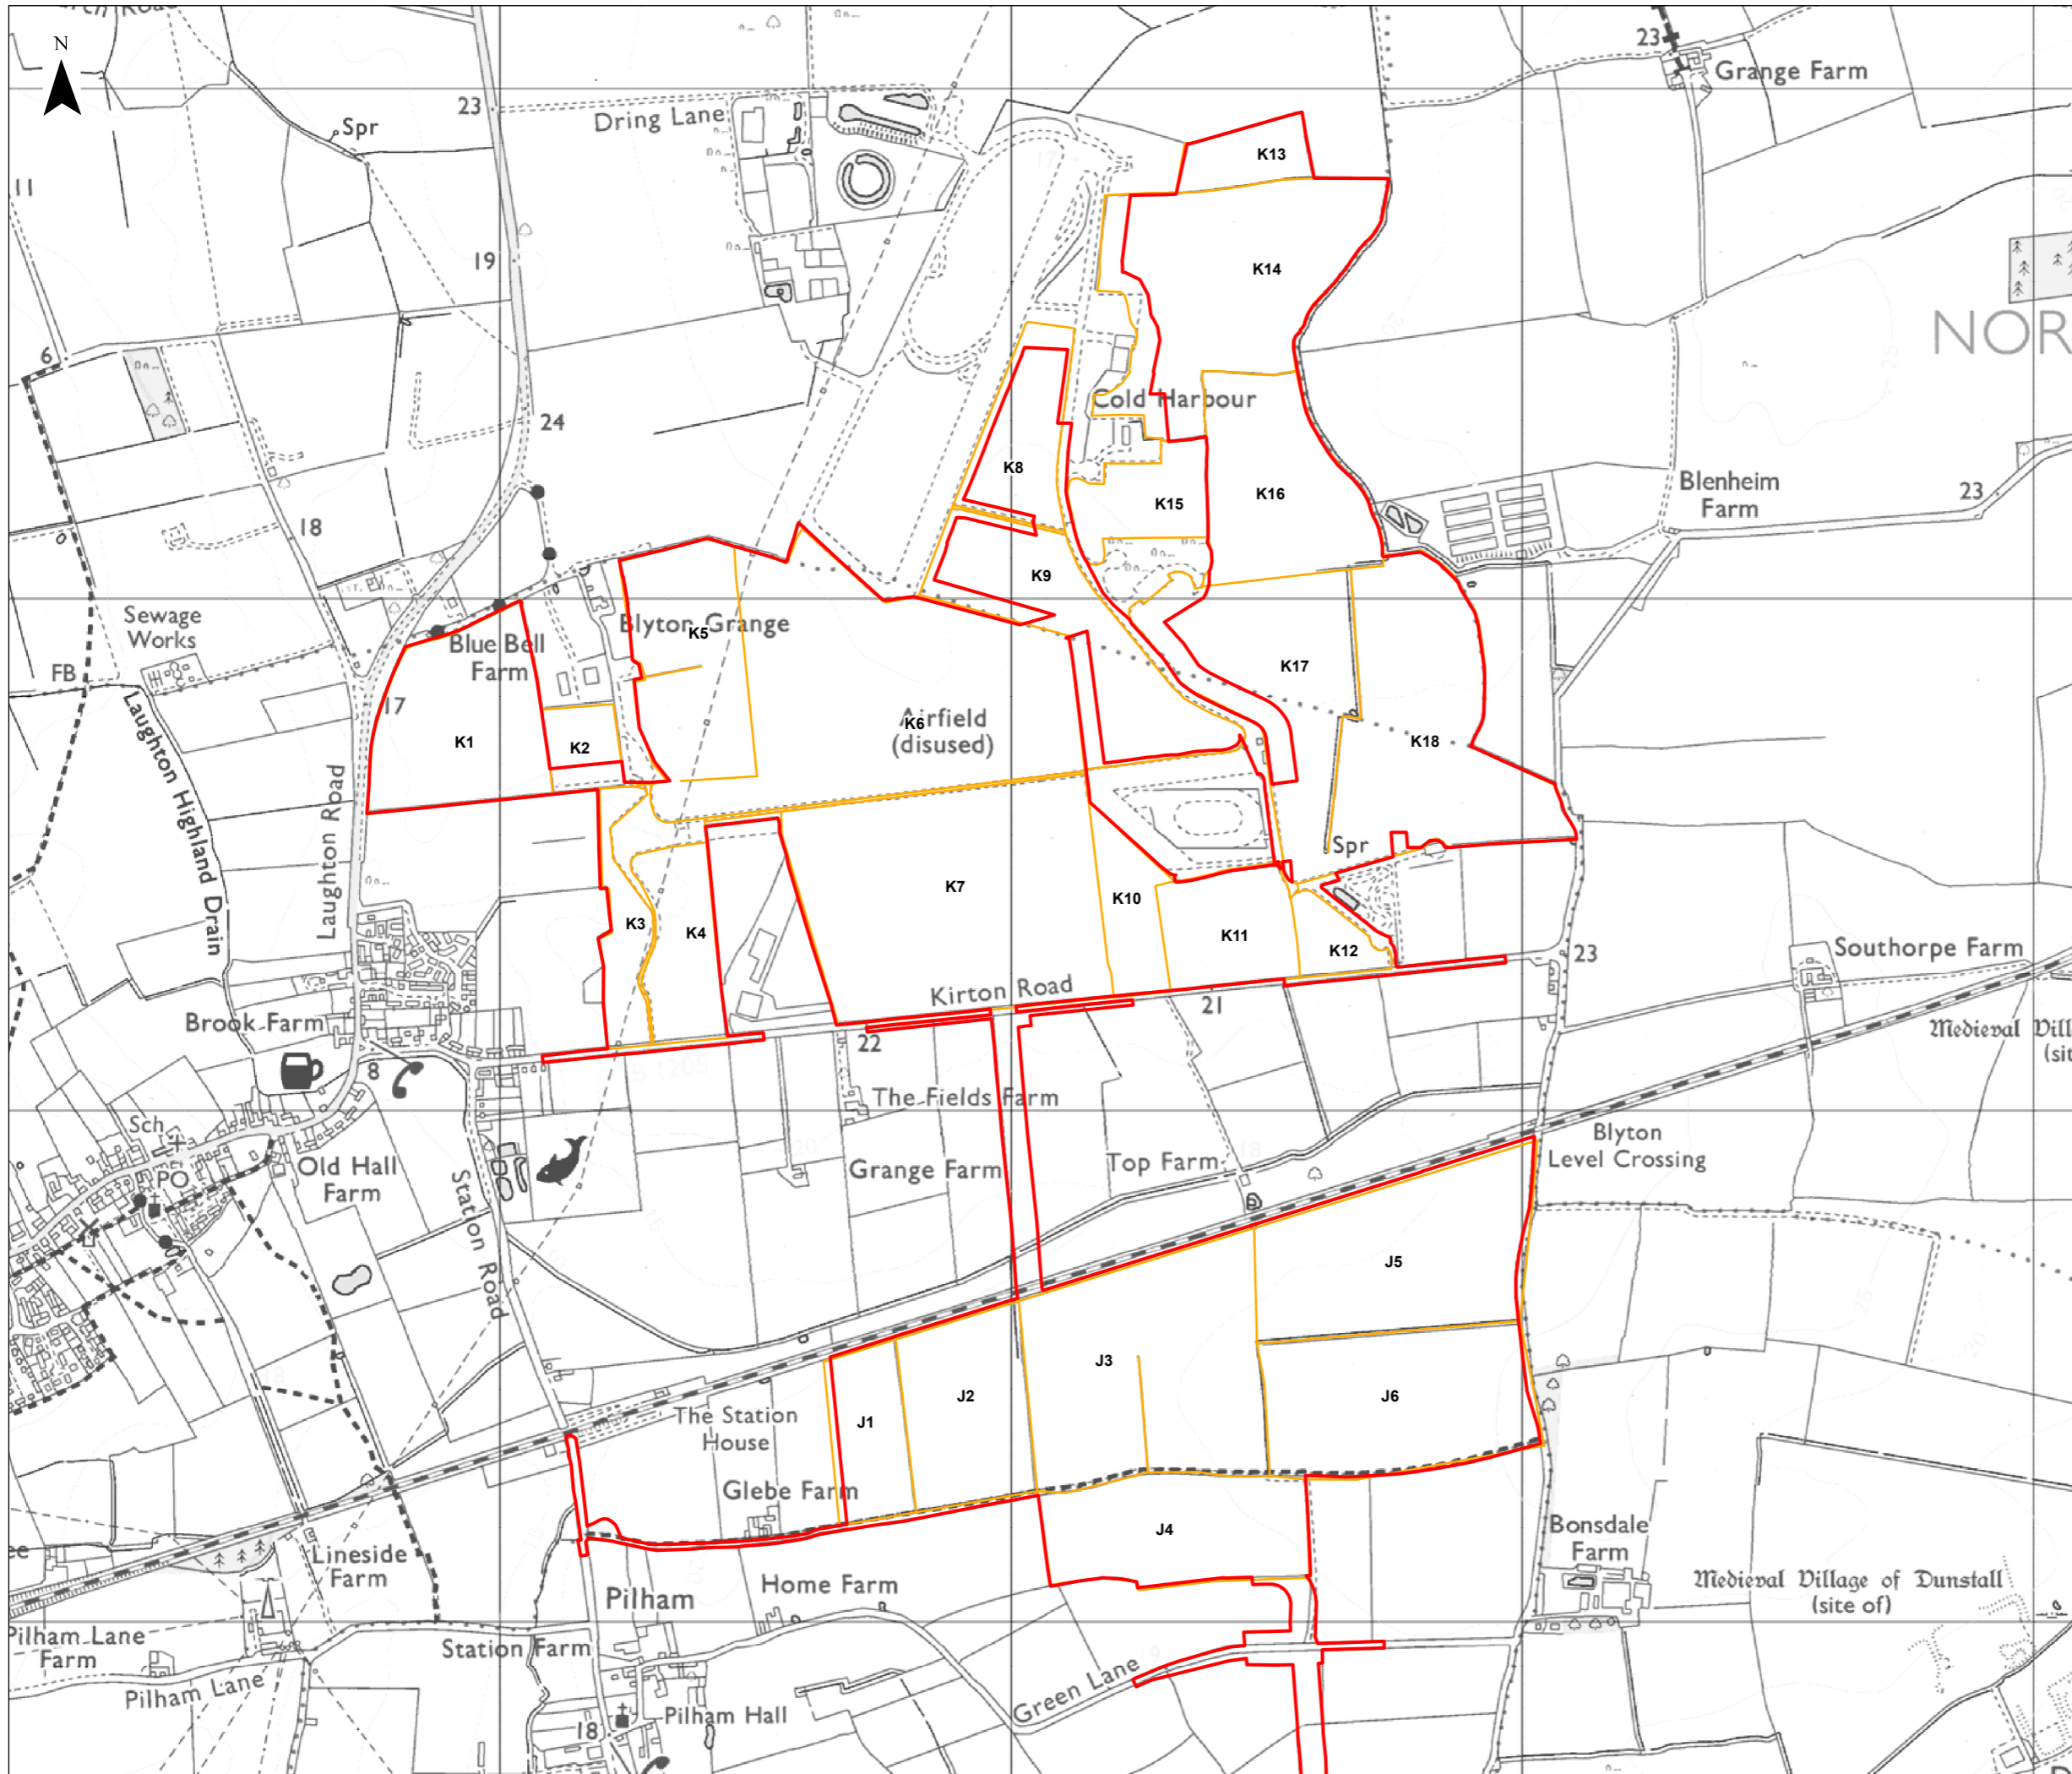 N
23
Grange Farm
Dring Lane
23
Spr
K13
11
K14
19
NOR
6
24
Cold Harbour
K8
K15
K16
Blenheim
Farm
23
18
K9
Sewage
Works
Blue Bell
Farm
Blyton Grange
K5
K17
FB
17
Laughton Highland Drain
K1
K2
Airfield
(disused)
K6
K18
Laughton Road
Spr
K7
K10
K3
K4
K11
K12
23
Southorpe Farm
Kirton Road
21
Brook Farm
22
Medieval
8
B 1205
The Fields Farm
Sch
Blyton
Level Crossing
Old Hall
Farm
PO
Grange Farm
Top Farm
Station Road
J5
J3
J2
J6
J1
The Station
House
Glebe Farm
J4
Bonsdale
Farm
Lineside
Farm
Pilham
Home Farm
Medieval Village of Dunstall
(site of)
Pilham Lane
Farm
Station Farm
Pilham Lane
Green Lane
Pilham Hall
18